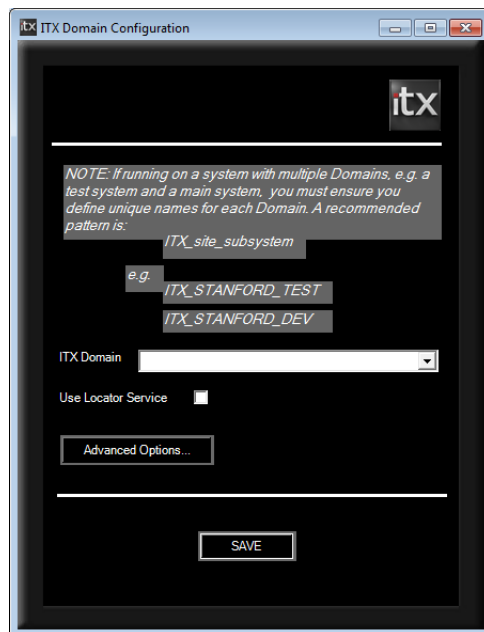 itx ITX Domain Configuration
itx
NOTE: If running on a system with multiple Domains, e.g. a
test system and a main system, you must ensure you
define unique names for each Domain. A recommended
pattern is:
ITX_site_subsystem
e.g.
ITX_STANFORD_TEST
ITX_STANFORD_DEV
ITX Domain
Use Locator Service
Advanced Options...
SAVE